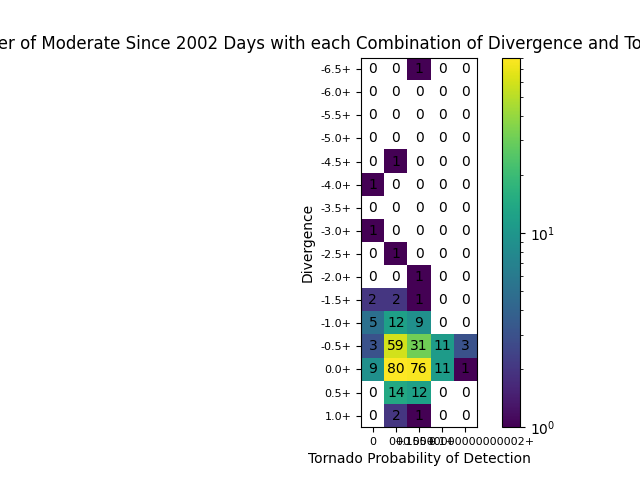 er of Moderate Since 2002 Days with each Combination of Divergence and To
-6.5+ 0 0 1 0 0
-6.0+ 0 0 0 0 0
-5.5+ 0 0 0 0 0
-5.0+ 0 0 0 0 0
-4.5+ 0 1 0 0 0
-4.0+ 1 0 0 0 0
-3.5+ 0 0 0 0 0
-3.0+ 1 0 0 0 0
-2.5+ 0 1 0 0 0
-2.0+ 0 0 1 0 0
-1.5+ 2 2 1 0 0
-1.0+ 5 12 9 0 0
-0.5+ 3 59 31 11 3
0.0+ 9 80 76 11 1
0.5+ 0 14 12 0 0
1.0+ 0 2 1 0 0
Divergence
0
Tornado Probability of Detection
10^1
10^0